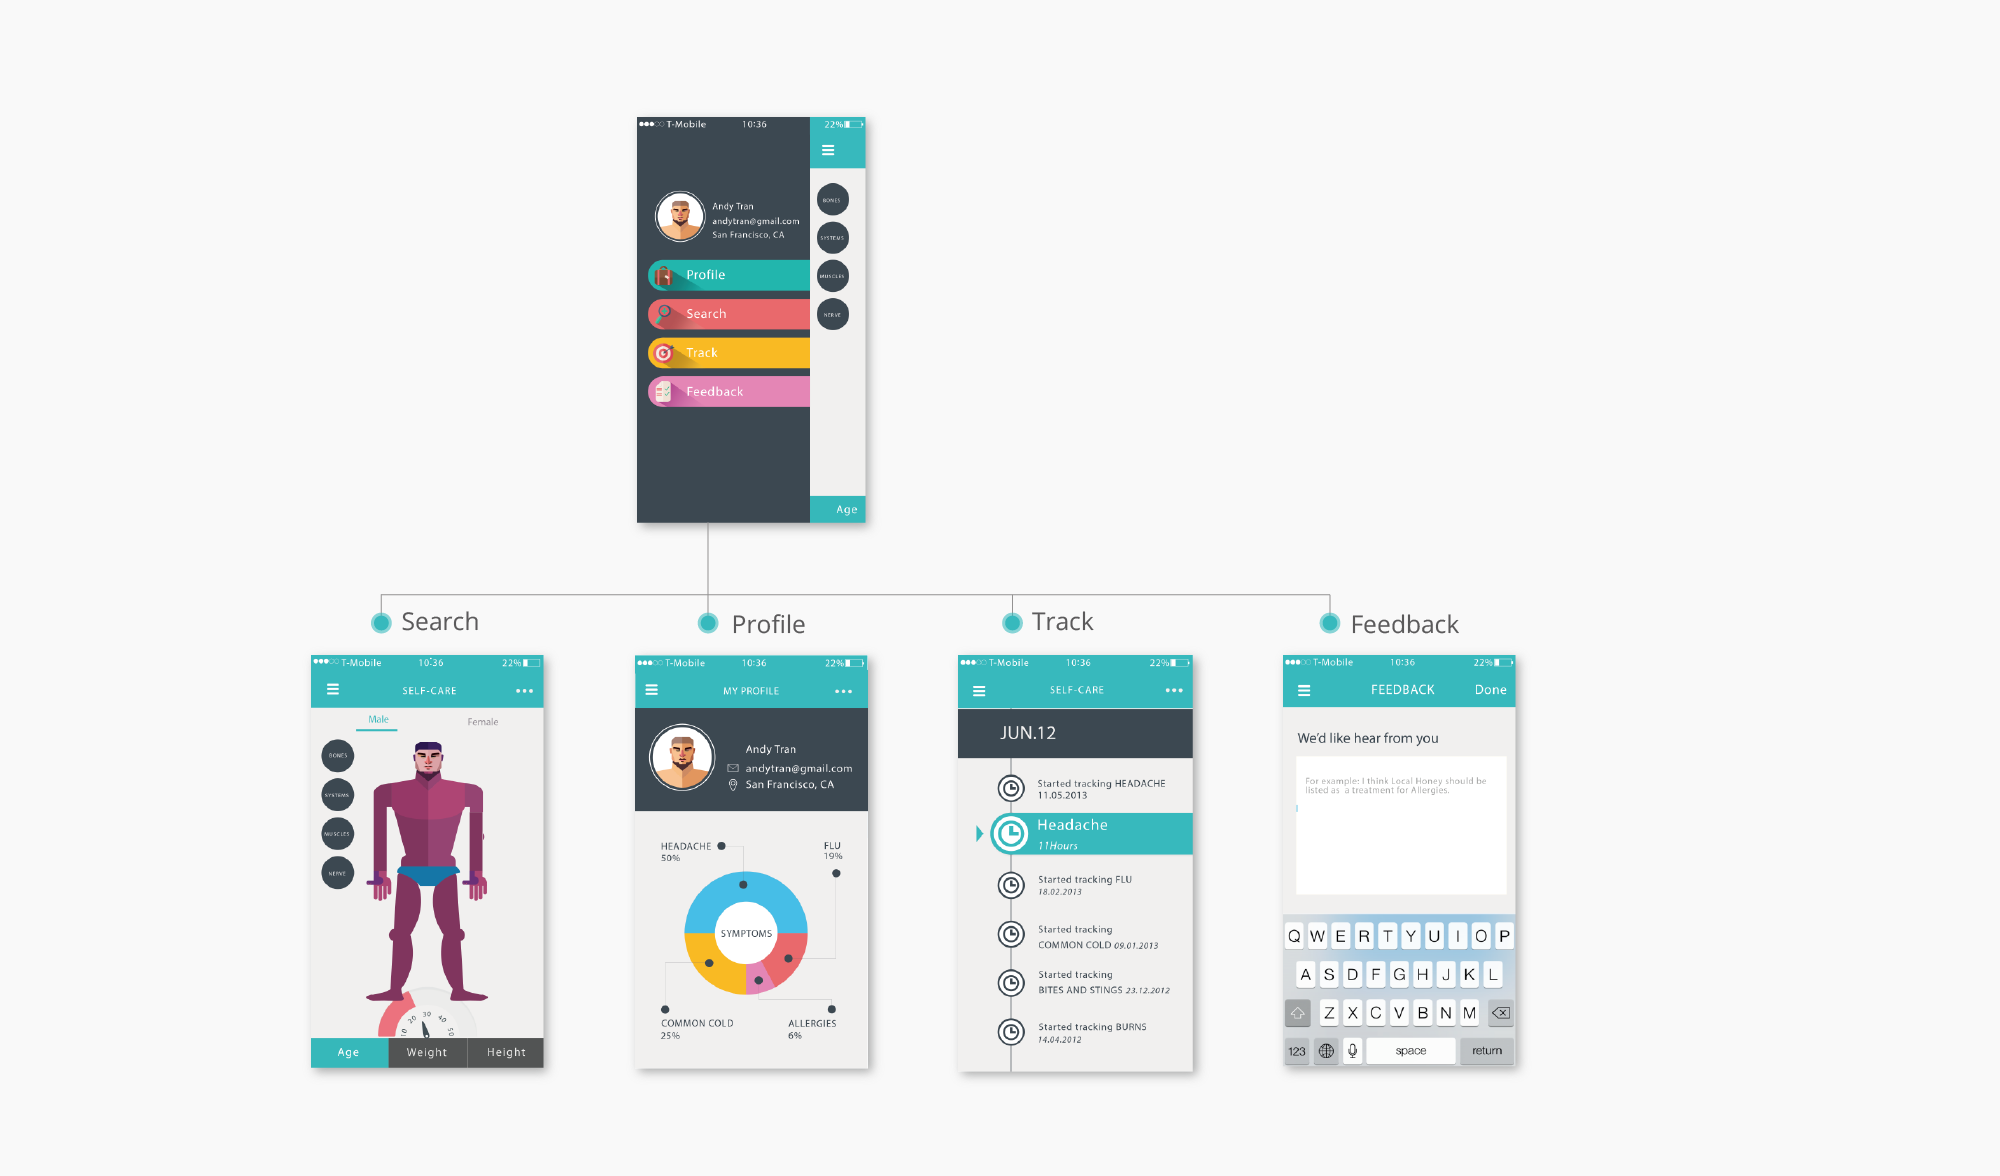 T-Mobile 10:36 22%
Andy Tran
andytran@gmail.com
San Francisco, CA
Profile
Search
Track
Feedback
BONES
SYSTEMS
MUSCLES
NERVE
Age
Search
Profile
Track
Feedback
T-Mobile 10:36 22%
SELF-CARE
Male Female
BONES
SYSTEMS
MUSCLES
NERVE
10 20 30 40 50
Age Weight Height
T-Mobile 10:36 22%
MY PROFILE
Andy Tran
andytran@gmail.com
San Francisco, CA
HEADACHE
50%
FLU
19%
SYMPTOMS
COMMON COLD
25%
ALLERGIES
6%
T-Mobile 10:36 22%
SELF-CARE
JUN.12
Started tracking HEADACHE
11.05.2013
Headache
11Hours
Started tracking FLU
18.02.2013
Started tracking
COMMON COLD 09.01.2013
Started tracking
BITES AND STINGS 23.12.2012
Started tracking BURNS
14.04.2012
T-Mobile 10:36 22%
FEEDBACK Done
We'd like hear from you
For example: I think Local Honey should be
listed as a treatment for Allergies.
Q W E R T Y U I O P
A S D F G H J K L
Z X C V B N M
123 space return